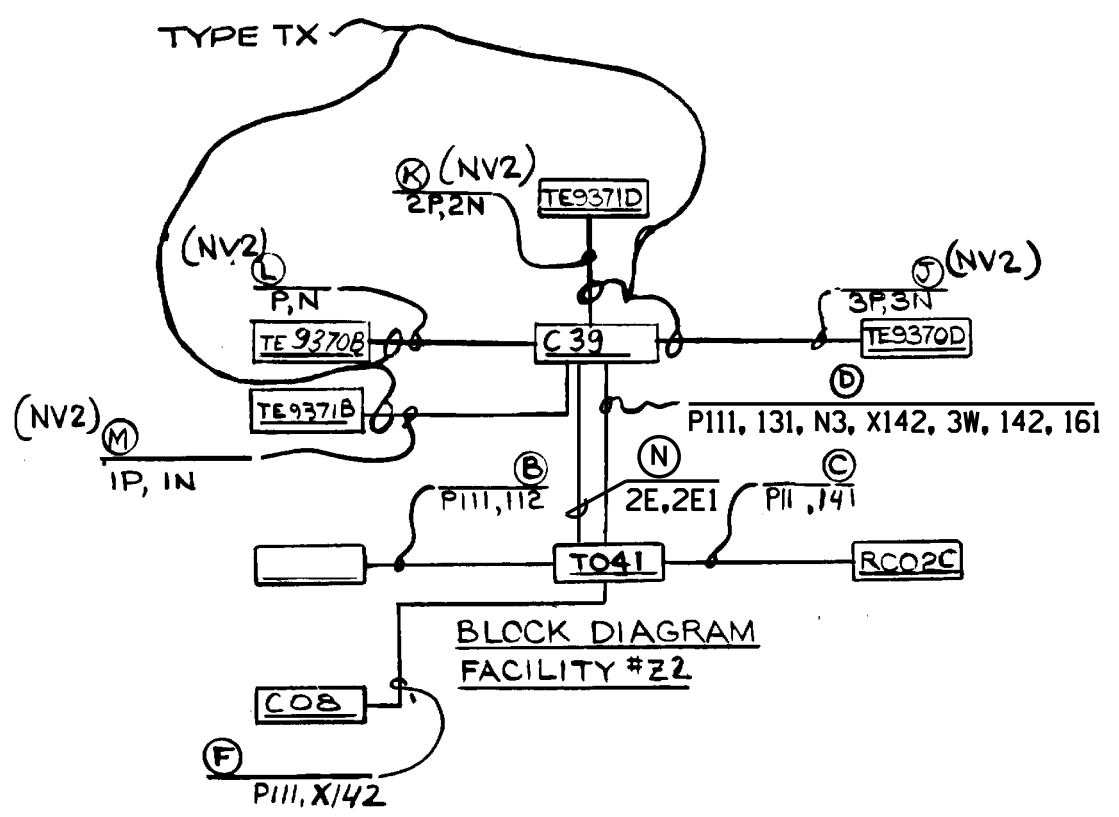 TYPE TX
K (NV2)
2P,2N
TE9371D
(NV2) L
P,N
J (NV2)
3P,3N
TE 9370B
C 39
TE9370D
TE9371B
D
P111, 131, N3, X142, 3W, 142, 161
(NV2) M
1P, 1N
B
P111,112
N
2E,2E1
C
P11 ,141
T041
RC02C
BLOCK DIAGRAM
FACILITY #Z2
C08
F
P111, X142